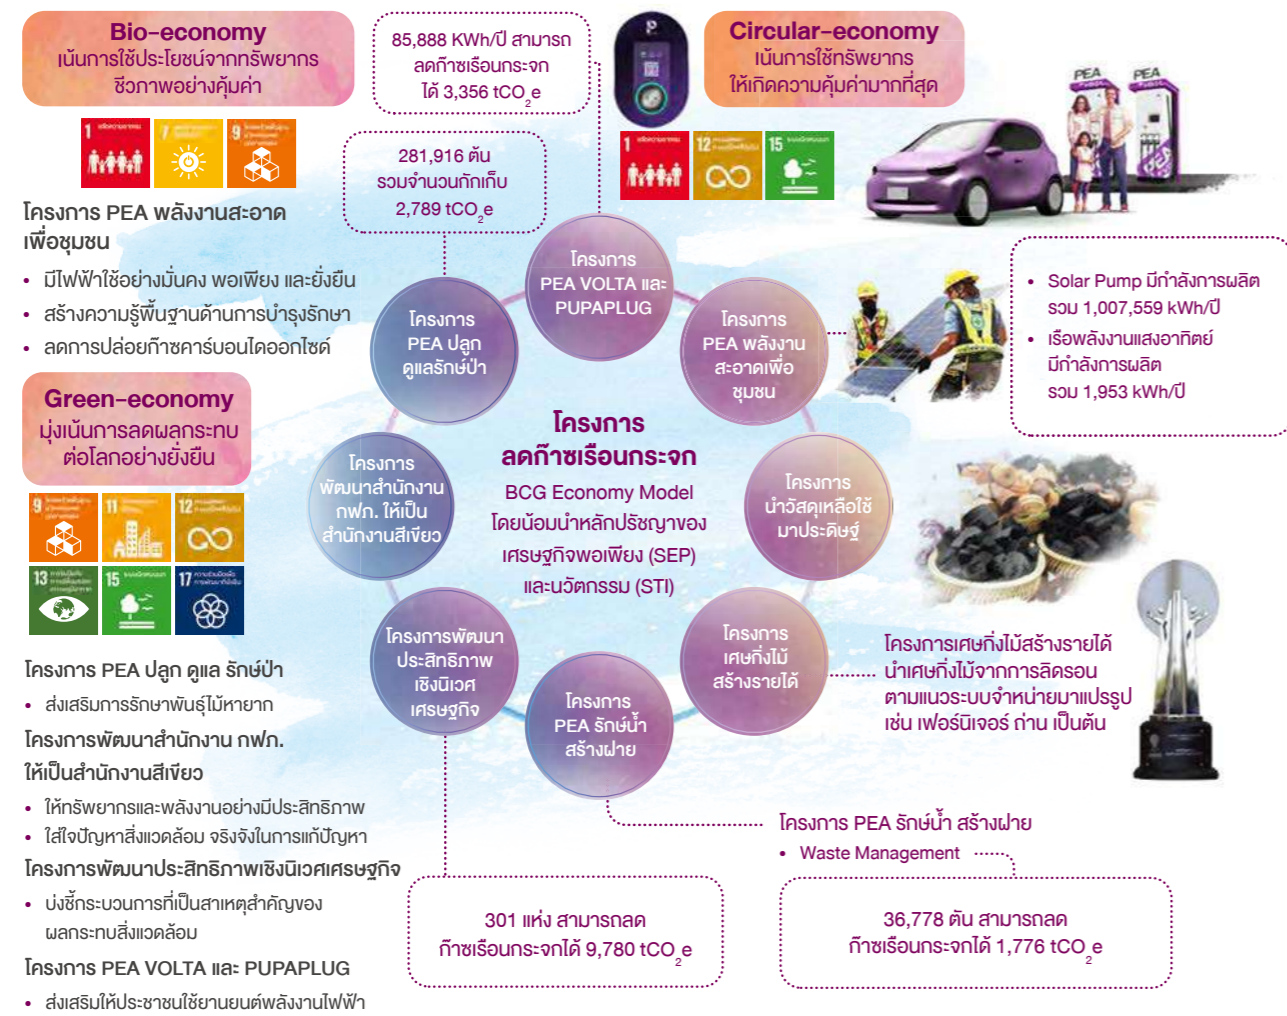 Bio-economy
เน้นการใช้ประโยชน์จากทรัพยากร
ชีวภาพอย่างคุ้มค่า
1
7
9
โครงการ PEA พลังงานสะอาด
เพื่อชุมชน
• มีไฟฟ้าใช้อย่างมั่นคง พอเพียง และยั่งยืน
• สร้างความรู้พื้นฐานด้านการบำรุงรักษา
• ลดการปล่อยก๊าซคาร์บอนไดออกไซด์
Green-economy
มุ่งเน้นการลดผลกระทบ
ต่อโลกอย่างยั่งยืน
9
11
12
13
15
17
โครงการ PEA ปลูก ดูแล รักษ์ป่า
• ส่งเสริมการรักษาพันธุ์ไม้หายาก
โครงการพัฒนาสำนักงาน กฟภ.
ให้เป็นสำนักงานสีเขียว
• ให้ทรัพยากรและพลังงานอย่างมีประสิทธิภาพ
• ใส่ใจปัญหาสิ่งแวดล้อม จริงจังในการแก้ปัญหา
โครงการพัฒนาประสิทธิภาพเชิงนิเวศเศรษฐกิจ
• บ่งชี้กระบวนการที่เป็นสาเหตุสำคัญของ
ผลกระทบสิ่งแวดล้อม
โครงการ PEA VOLTA และ PUPAPLUG
• ส่งเสริมให้ประชาชนใช้ยานยนต์พลังงานไฟฟ้า
85,888 KWh/ปี สามารถ
ลดก๊าซเรือนกระจก
ได้ 3,356 tCO2e
281,916 ตัน
รวมจำนวนกักเก็บ
2,789 tCO2e
Circular-economy
เน้นการใช้ทรัพยากร
ให้เกิดความคุ้มค่ามากที่สุด
1
12
15
PEA
PEA
PEA
โครงการ
PEA VOLTA และ
PUPAPLUG
โครงการ
PEA พลังงาน
สะอาดเพื่อ
ชุมชน
โครงการ
นำวัสดุเหลือใช้
มาประดิษฐ์
โครงการ
เศษกิ่งไม้
สร้างรายได้
โครงการ
PEA รักษ์น้ำ
สร้างฝาย
โครงการพัฒนา
ประสิทธิภาพ
เชิงนิเวศ
เศรษฐกิจ
โครงการ
พัฒนาสำนักงาน
กฟภ. ให้เป็น
สำนักงานสีเขียว
โครงการ
PEA ปลูก
ดูแลรักษ์ป่า
โครงการ
ลดก๊าซเรือนกระจก
BCG Economy Model
โดยน้อมนำหลักปรัชญาของ
เศรษฐกิจพอเพียง (SEP)
และนวัตกรรม (STI)
• Solar Pump มีกำลังการผลิต
รวม 1,007,559 kWh/ปี
• เรือพลังงานแสงอาทิตย์
มีกำลังการผลิต
รวม 1,953 kWh/ปี
โครงการเศษกิ่งไม้สร้างรายได้
นำเศษกิ่งไม้จากการลิดรอน
ตามแนวระบบจำหน่ายมาแปรรูป
เช่น เฟอร์นิเจอร์ ถ่าน เป็นต้น
โครงการ PEA รักษ์น้ำ สร้างฝาย
• Waste Management
301 แห่ง สามารถลด
ก๊าซเรือนกระจกได้ 9,780 tCO2e
36,778 ตัน สามารถลด
ก๊าซเรือนกระจกได้ 1,776 tCO2e